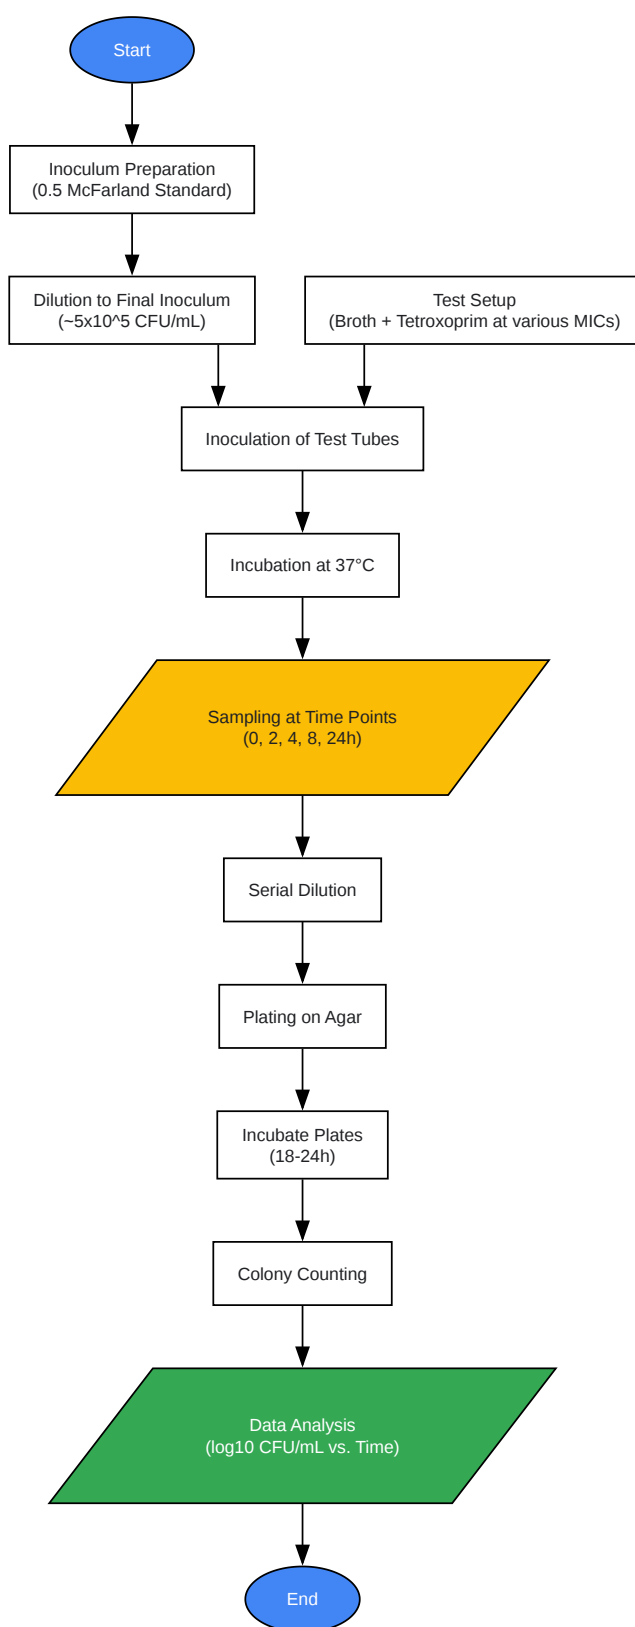 Start
Inoculum Preparation
(0.5 McFarland Standard)
Dilution to Final Inoculum
(~5x10^5 CFU/mL)
Test Setup
(Broth + Tetroxoprim at various MICs)
Inoculation of Test Tubes
Incubation at 37°C
Sampling at Time Points
(0, 2, 4, 8, 24h)
Serial Dilution
Plating on Agar
Incubate Plates
(18-24h)
Colony Counting
Data Analysis
(log10 CFU/mL vs. Time)
End